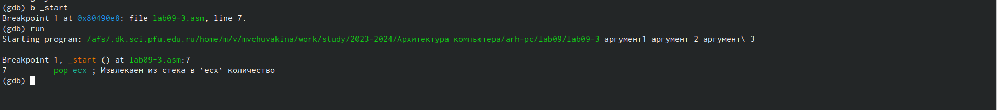 (gdb) b _start
Breakpoint 1 at 0x80490e8: file lab09-3.asm, line 7.
(gdb) run
Starting program: /afs/.dk.sci.pfu.edu.ru/home/m/v/mvchuvakina/work/study/2023-2024/Архитектура компьютера/arh-pc/lab09/lab09-3 аргумент1 аргумент 2 аргумент\ 3
Breakpoint 1, _start () at lab09-3.asm:7
7 pop ecx ; Извлекаем из стека в `ecx` количество
(gdb)